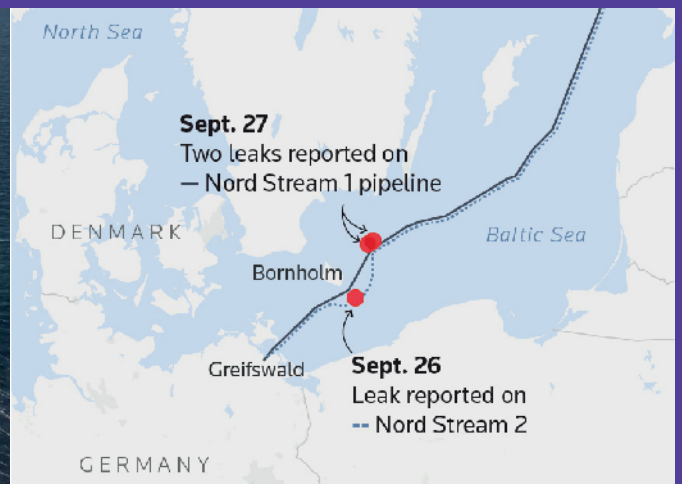 North Sea
Sept. 27
Two leaks reported on
— Nord Stream 1 pipeline
DENMARK
Baltic Sea
Bornholm
Greifswald
Sept. 26
Leak reported on
-- Nord Stream 2
GERMANY